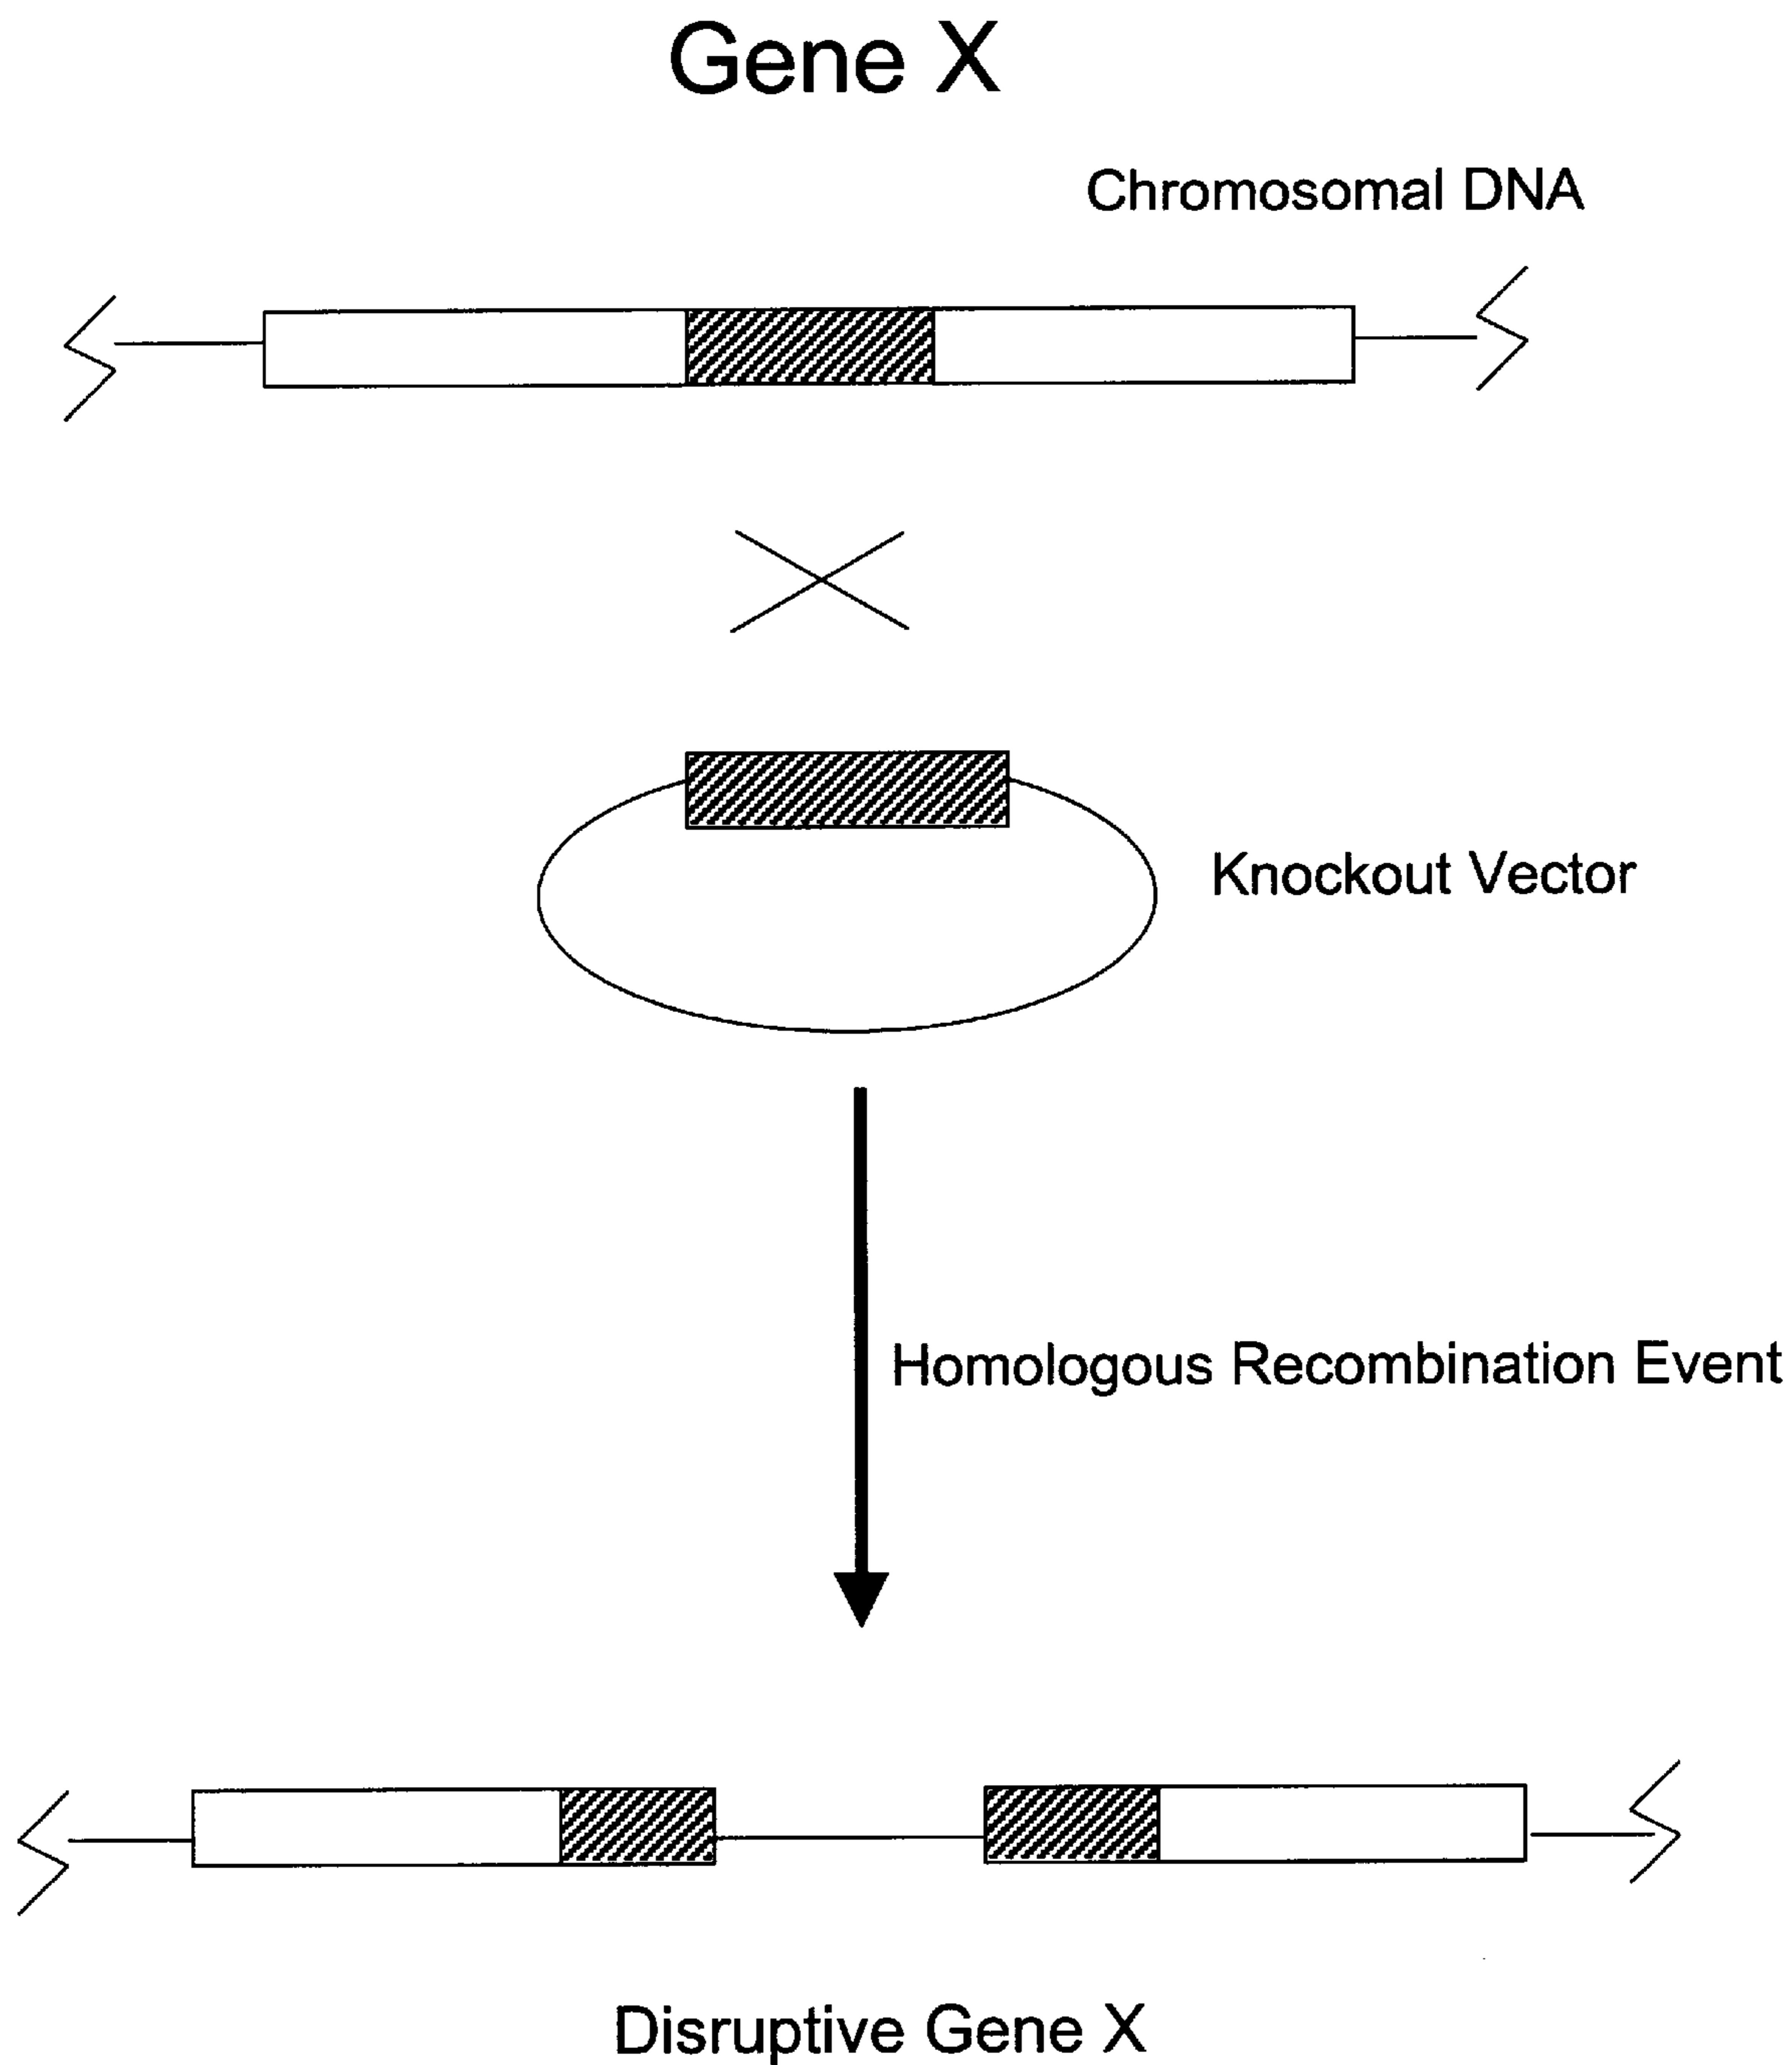 Gene X
Chromosomal DNA
Knockout Vector
Homologous Recombination Event
Disruptive Gene X